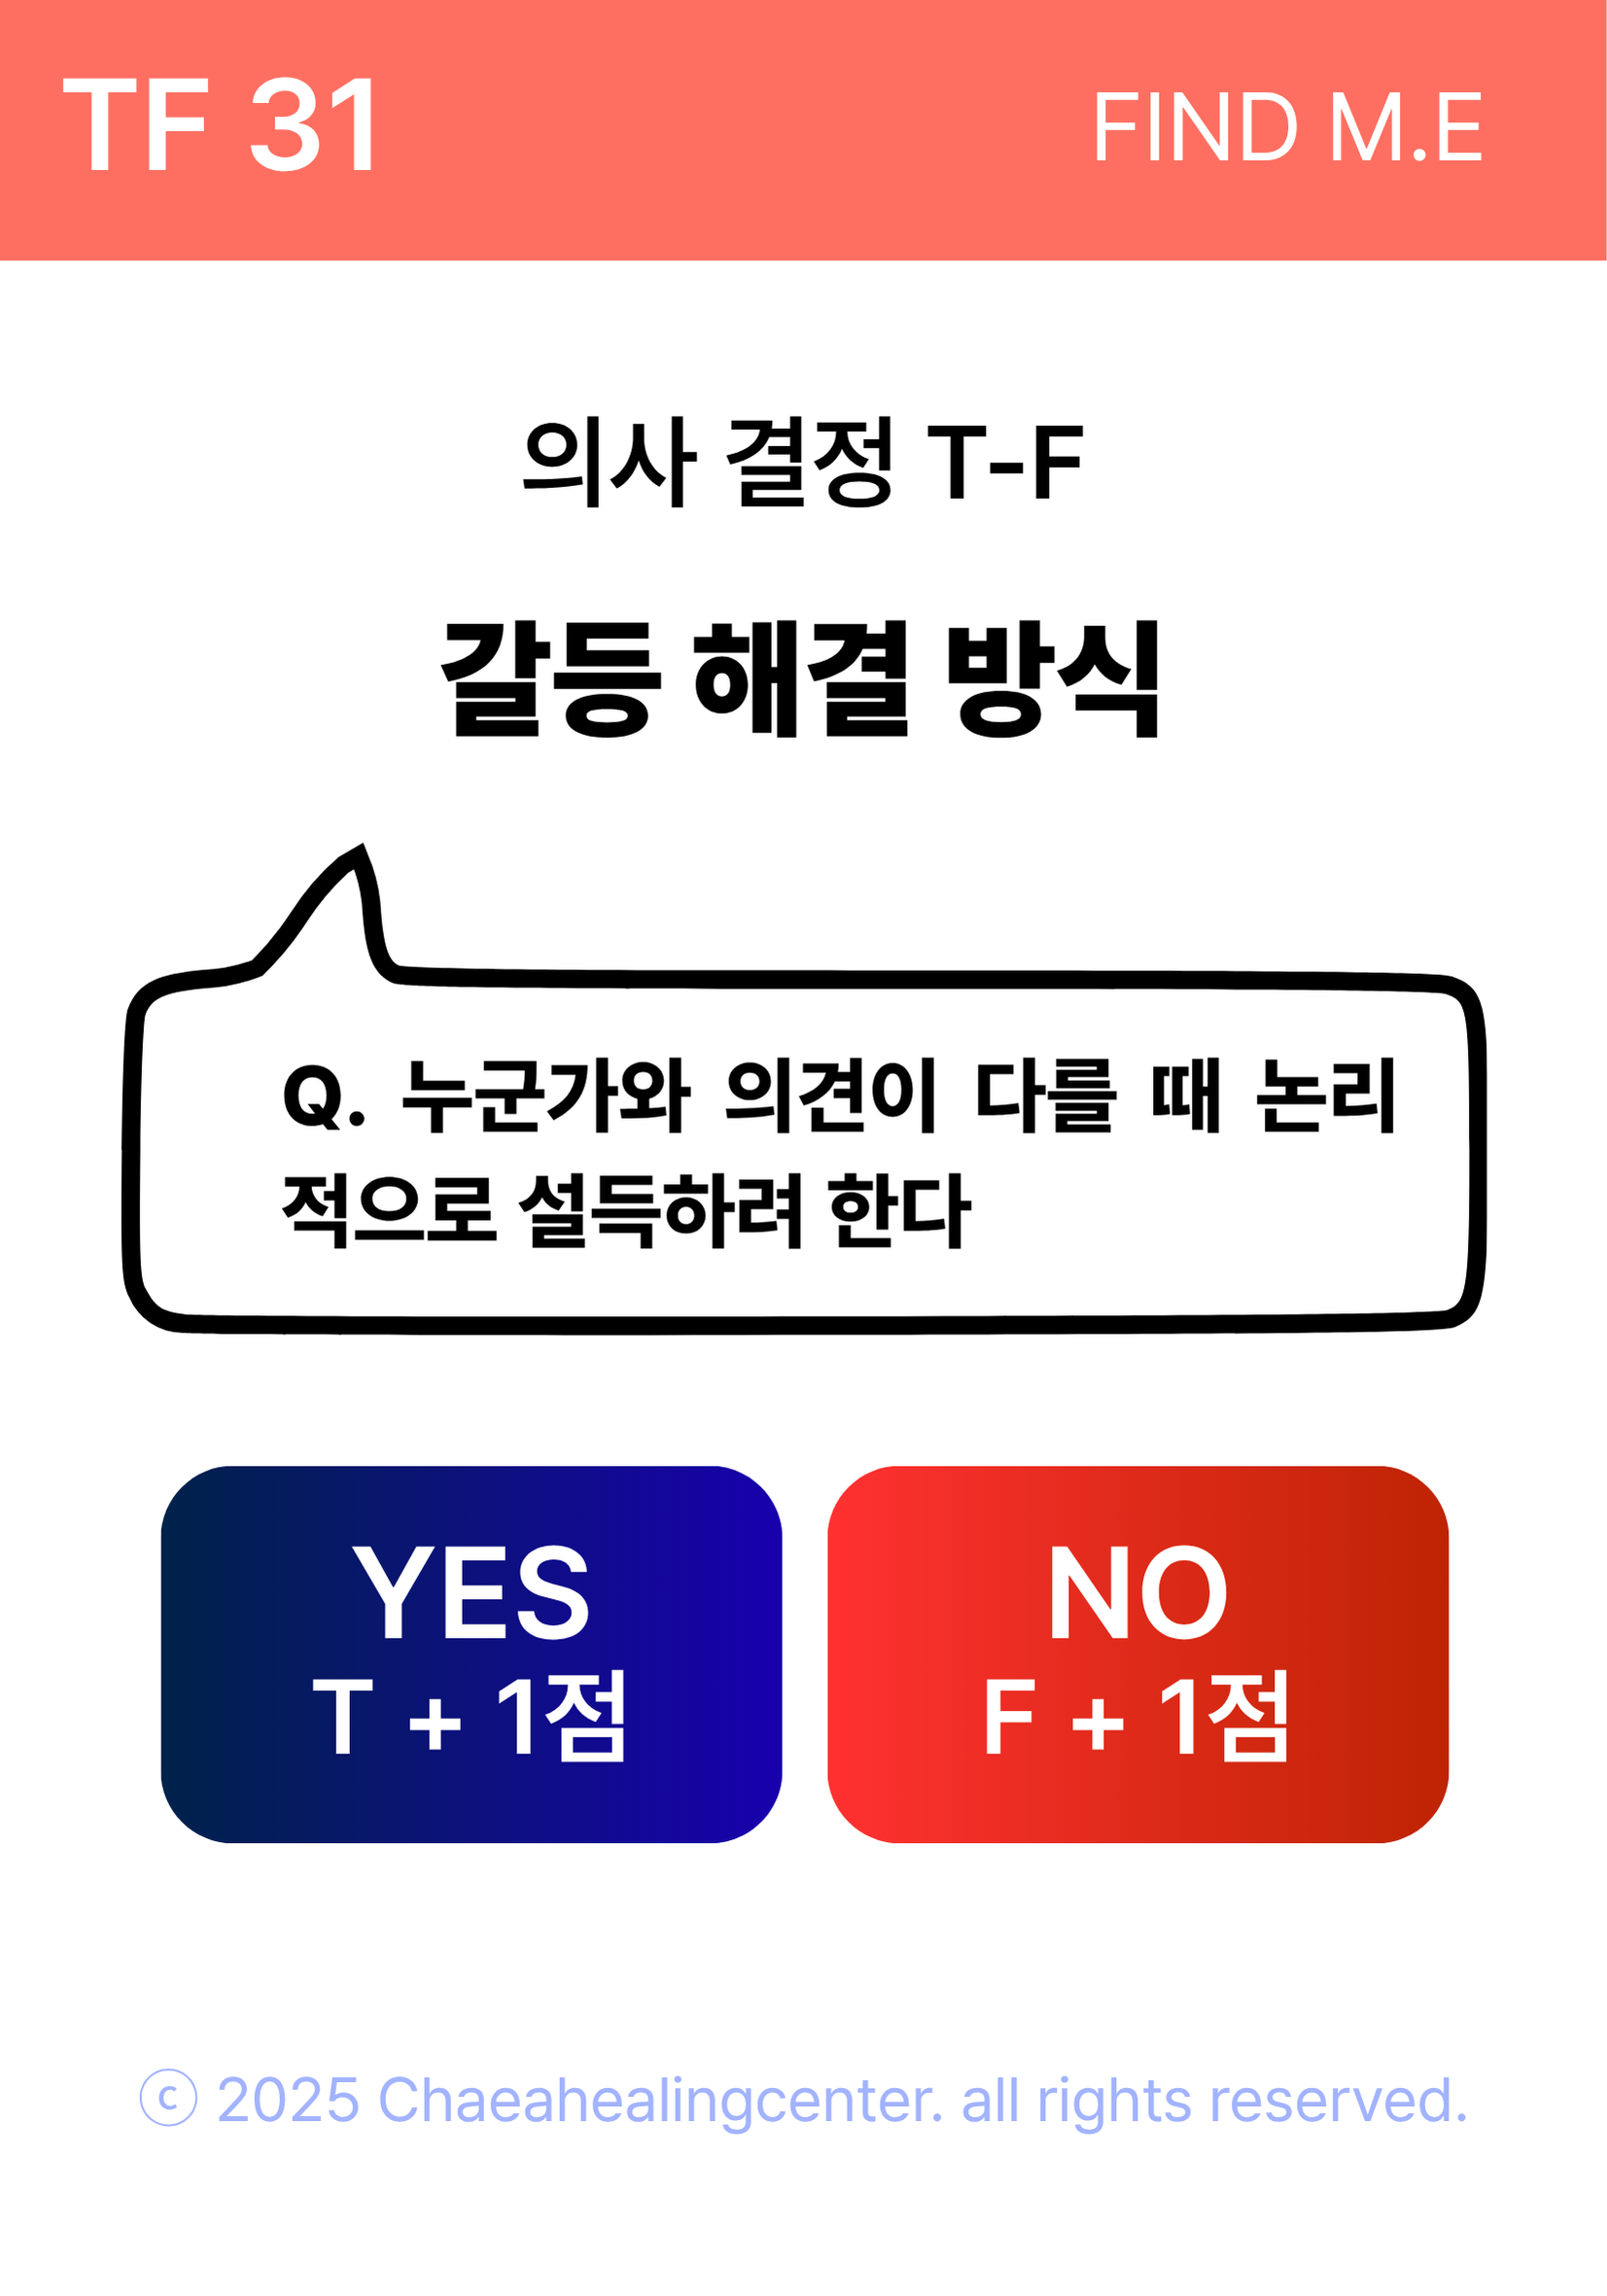 TF 31
FIND M.E
의사 결정 T-F
갈등 해결 방식
Q. 누군가와 의견이 다를 때 논리
적으로 설득하려 한다
YES
T + 1점
NO
F + 1점
© 2025 Chaeahealingcenter. all rights reserved.